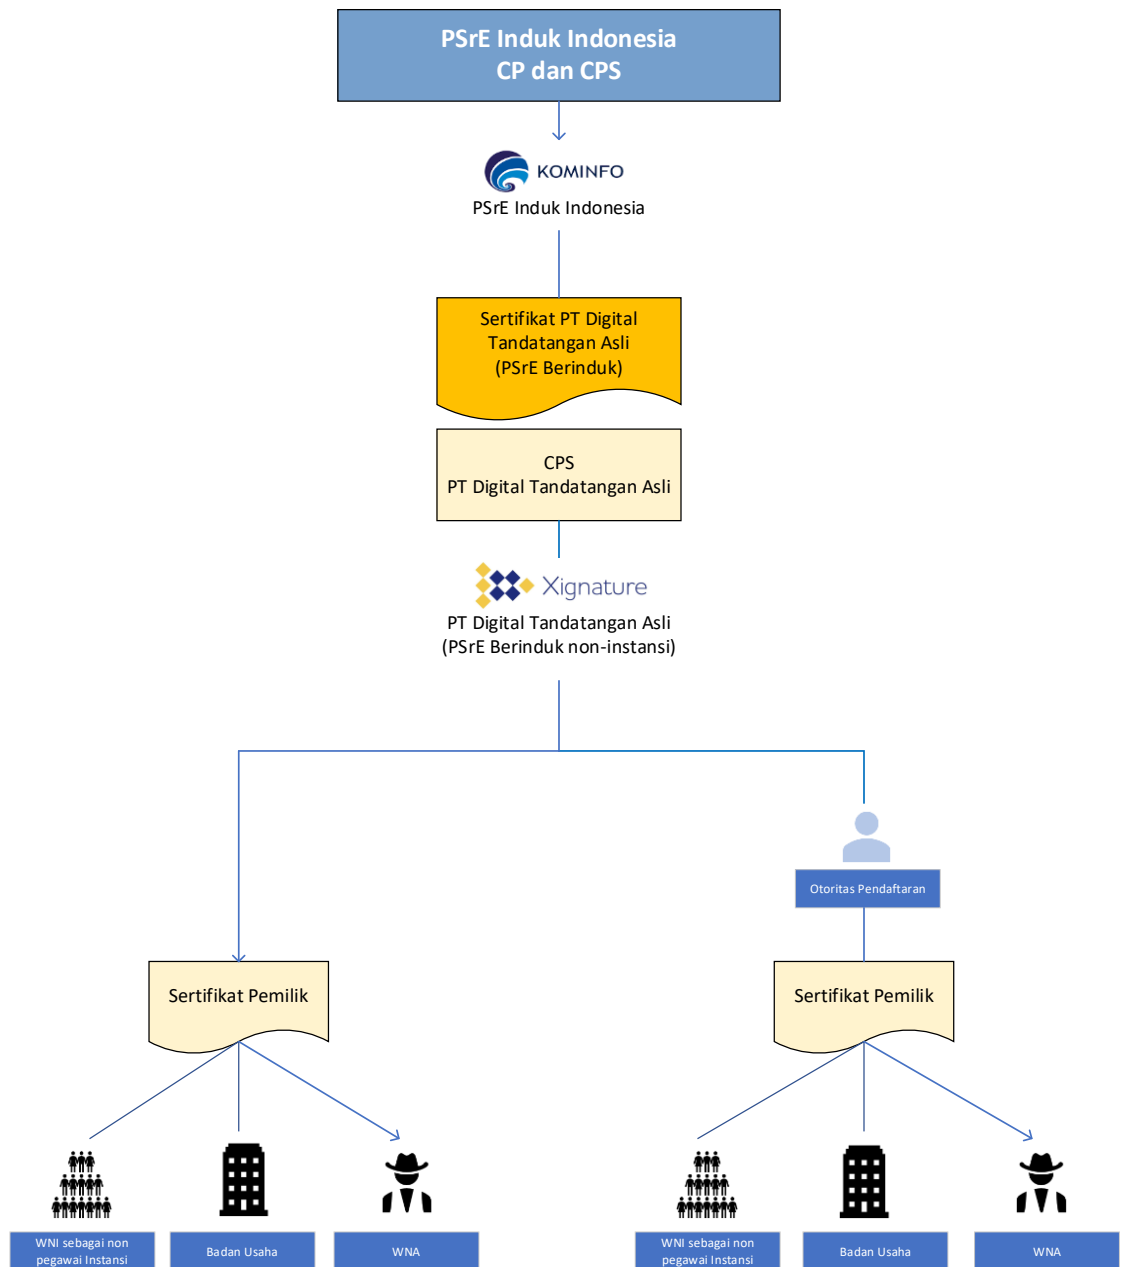 PSrE Induk Indonesia
CP dan CPS
KOMINFO
PSrE Induk Indonesia
Sertifikat PT Digital
Tandatangan Asli
(PSrE Berinduk)
CPS
PT Digital Tandatangan Asli
Xignature
PT Digital Tandatangan Asli
(PSrE Berinduk non-instansi)
Otoritas Pendaftaran
Sertifikat Pemilik
Sertifikat Pemilik
WNI sebagai non
pegawai Instansi
Badan Usaha
WNA
WNI sebagai non
pegawai Instansi
Badan Usaha
WNA